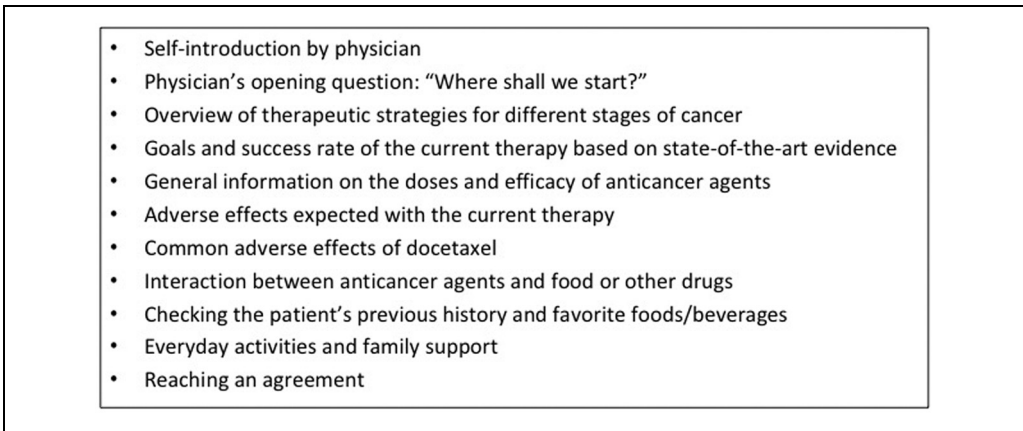 • Self-introduction by physician
• Physician’s opening question: “Where shall we start?”
• Overview of therapeutic strategies for different stages of cancer
• Goals and success rate of the current therapy based on state-of-the-art evidence
• General information on the doses and efficacy of anticancer agents
• Adverse effects expected with the current therapy
• Common adverse effects of docetaxel
• Interaction between anticancer agents and food or other drugs
• Checking the patient’s previous history and favorite foods/beverages
• Everyday activities and family support
• Reaching an agreement